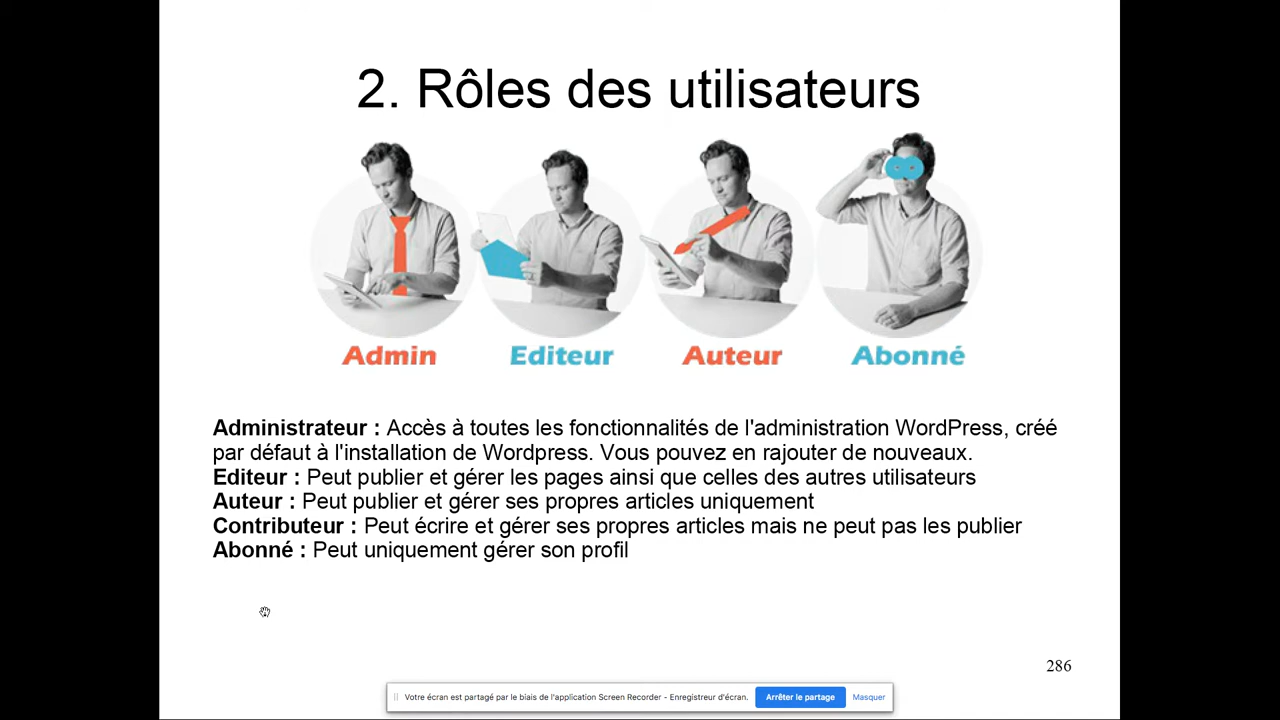 2. Rôles des utilisateurs
Admin Editeur Auteur Abonné
Administrateur : Accès à toutes les fonctionnalités de l'administration WordPress, créé
par défaut à l'installation de Wordpress. Vous pouvez en rajouter de nouveaux.
Editeur : Peut publier et gérer les pages ainsi que celles des autres utilisateurs
Auteur : Peut publier et gérer ses propres articles uniquement
Contributeur : Peut écrire et gérer ses propres articles mais ne peut pas les publier
Abonné : Peut uniquement gérer son profil
286
Votre écran est partagé par le biais de l'application Screen Recorder - Enregistreur d'écran. Arrêter le partage Masquer